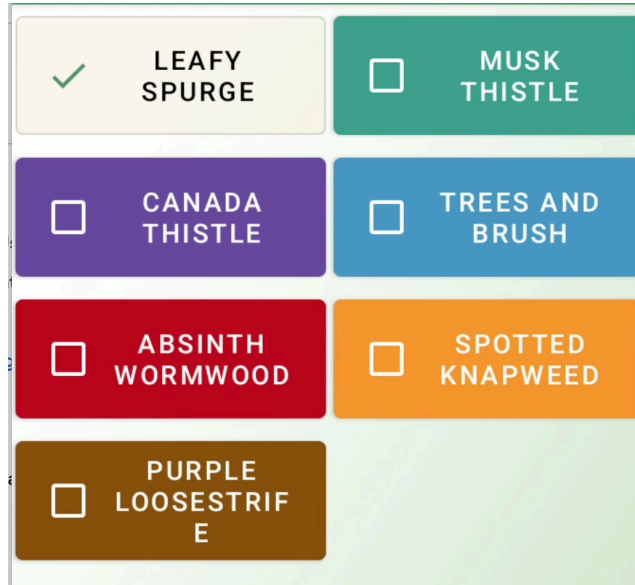 LEAFY
SPURGE
MUSK
THISTLE
CANADA
THISTLE
TREES AND
BRUSH
ABSINTH
WORMWOOD
SPOTTED
KNAPWEED
PURPLE
LOOSESTRIF
E